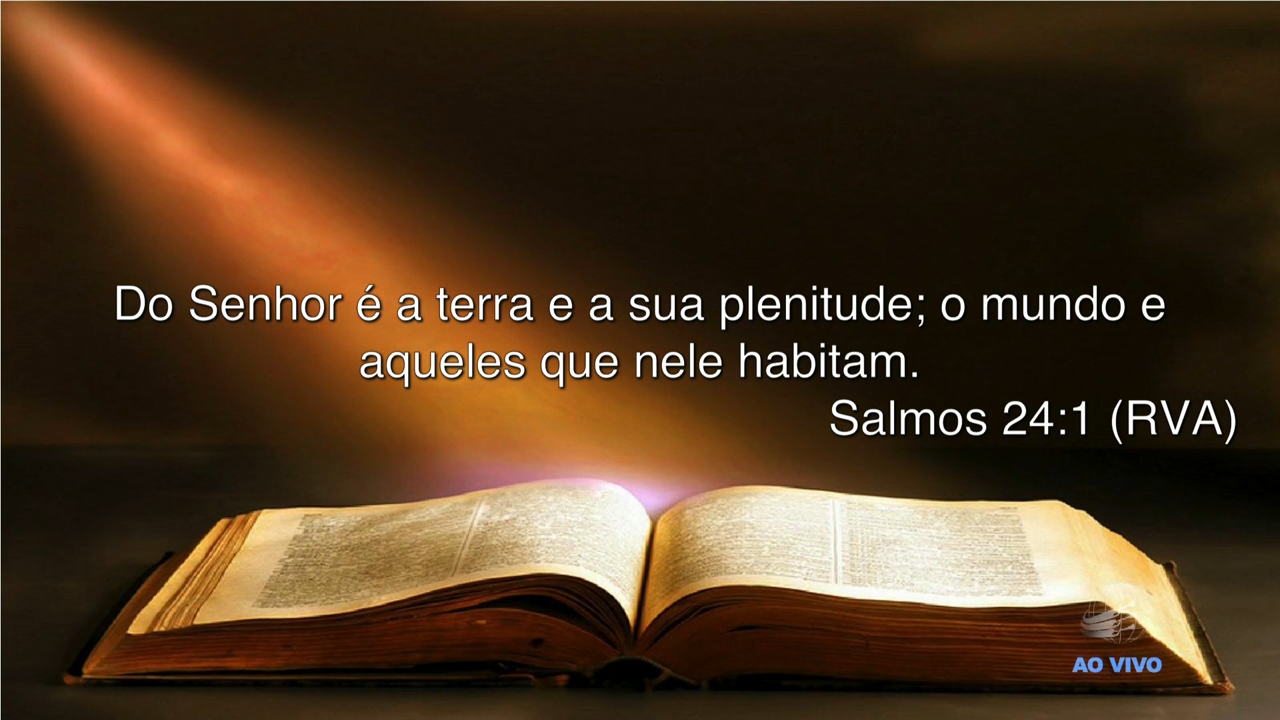 Do Senhor é a terra e a sua plenitude; o mundo e
aqueles que nele habitam.
Salmos 24:1 (RVA)
AO VIVO